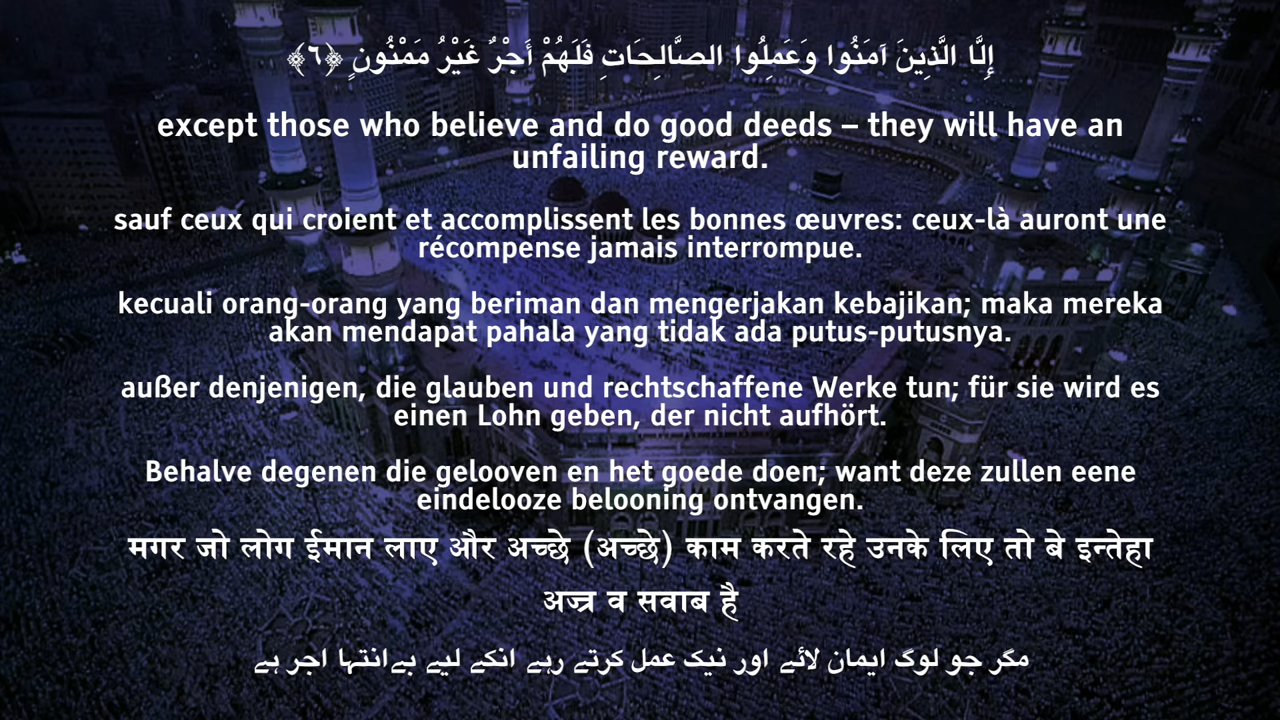 إِلَّا الَّذِينَ آمَنُوا وَعَمِلُوا الصَّالِحَاتِ فَلَهُمْ أَجْرٌ غَيْرُ مَمْنُونٍ ﴿٦﴾
except those who believe and do good deeds – they will have an
unfailing reward.
sauf ceux qui croient et accomplissent les bonnes œuvres: ceux-là auront une
récompense jamais interrompue.
kecuali orang-orang yang beriman dan mengerjakan kebajikan; maka mereka
akan mendapat pahala yang tidak ada putus-putusnya.
außer denjenigen, die glauben und rechtschaffene Werke tun; für sie wird es
einen Lohn geben, der nicht aufhört.
Behalve degenen die gelooven en het goede doen; want deze zullen eene
eindelooze belooning ontvangen.
मगर जो लोग ईमान लाए और अच्छे (अच्छे) काम करते रहे उनके लिए तो बे इन्तेहा
अज्र व सवाब है
مگر جو لوگ ایمان لائے اور نیک عمل کرتے رہے انکے لیے بےانتہا اجر ہے